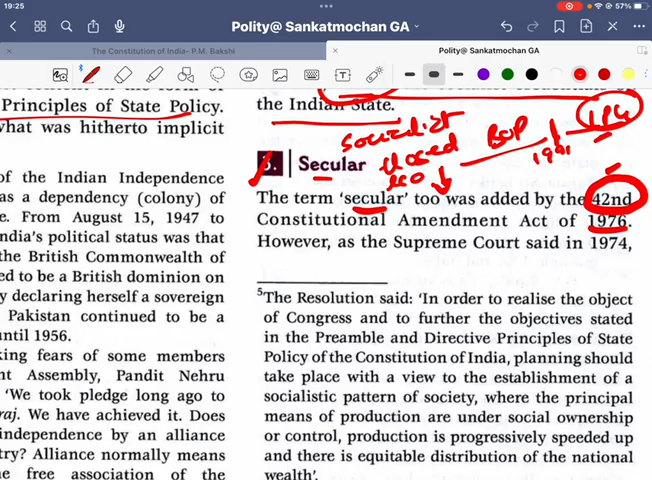 19:25
57%
Polity@ Sankatmochan GA
The Constitution of India- P.M. Bakshi
Polity@ Sankatmochan GA
Principles of State Policy.
what was hitherto implicit
of the Indian Independence
as a dependency (colony) of
e. From August 15, 1947 to
ndia's political status was that
the British Commonwealth of
ed to be a British dominion on
y declaring herself a sovereign
Pakistan continued to be a
until 1956.
king fears of some members
nt Assembly, Pandit Nehru
'We took pledge long ago to
raj. We have achieved it. Does
independence by an alliance
try? Alliance normally means
e free association of the
the Indian State.
socialist
closed
eco
BOP
1991
LPG
3. Secular
The term 'secular' too was added by the 42nd
Constitutional Amendment Act of 1976.
However, as the Supreme Court said in 1974,
5The Resolution said: 'In order to realise the object
of Congress and to further the objectives stated
in the Preamble and Directive Principles of State
Policy of the Constitution of India, planning should
take place with a view to the establishment of a
socialistic pattern of society, where the principal
means of production are under social ownership
or control, production is progressively speeded up
and there is equitable distribution of the national
wealth'.